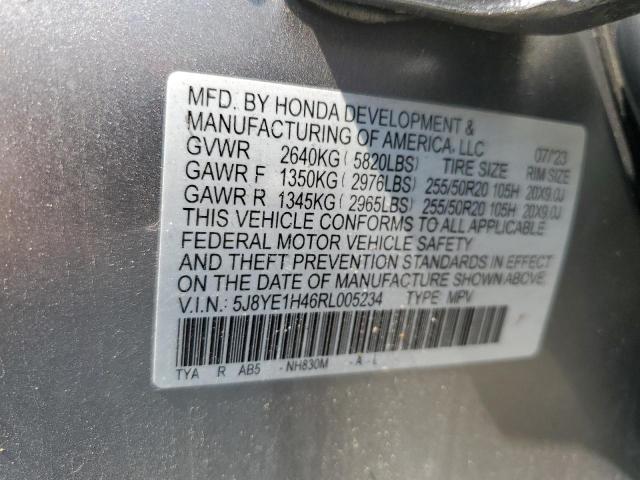 MFD. BY HONDA DEVELOPMENT &
MANUFACTURING OF AMERICA, LLC 07/'23
GVWR 2640KG ( 5820LBS) TIRE SIZE RIM SIZE
GAWR F 1350KG ( 2976LBS) 255/50R20 105H 20X9.0J
GAWR R 1345KG ( 2965LBS) 255/50R20 105H 20X9.0J
THIS VEHICLE CONFORMS TO ALL APPLICABLE
FEDERAL MOTOR VEHICLE SAFETY
AND THEFT PREVENTION STANDARDS IN EFFECT
ON THE DATE OF MANUFACTURE SHOWN ABOVE.
V.I.N.: 5J8YE1H46RL005234 TYPE: MPV
TYA R AB5 - NH830M - A - L